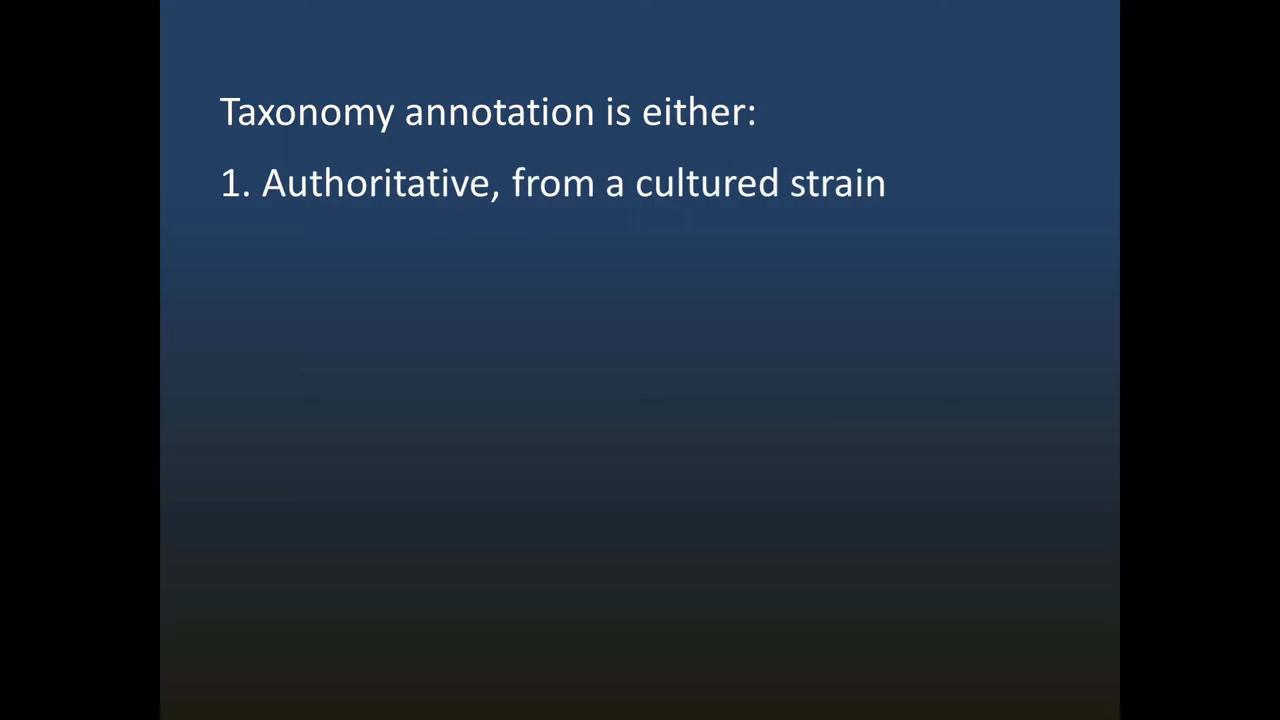 Taxonomy annotation is either:
1. Authoritative, from a cultured strain